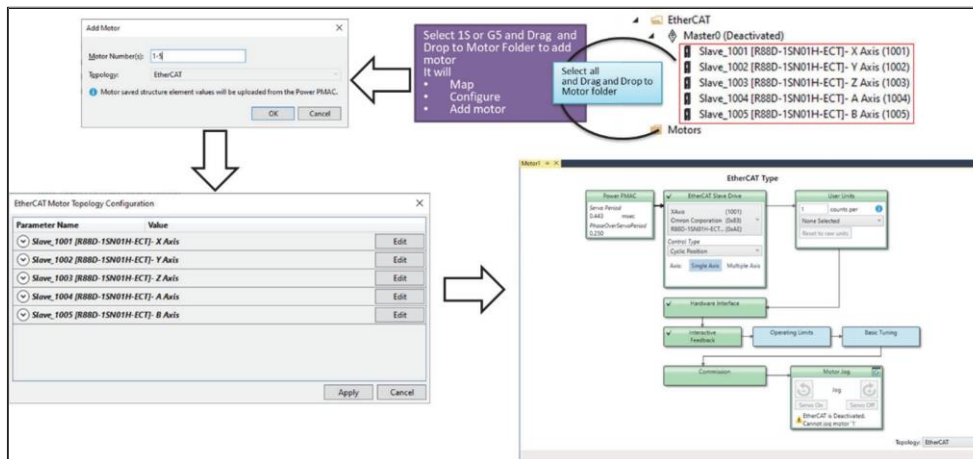 Add Motor
Motor Number(s):
1-5
Topology:
EtherCAT
Motor saved structure element values will be uploaded from the Power PMAC.
OK
Cancel
Select 1S or G5 and Drag and
Drop to Motor Folder to add
motor
It will
• Map
• Configure
• Add motor
Select all
and Drag and Drop to
Motor folder
EtherCAT
Master0 (Deactivated)
Slave_1001 [R88D-1SN01H-ECT]- X Axis (1001)
Slave_1002 [R88D-1SN01H-ECT]- Y Axis (1002)
Slave_1003 [R88D-1SN01H-ECT]- Z Axis (1003)
Slave_1004 [R88D-1SN01H-ECT]- A Axis (1004)
Slave_1005 [R88D-1SN01H-ECT]- B Axis (1005)
Motors
EtherCAT Motor Topology Configuration
Parameter Name Value
Slave_1001 [R88D-1SN01H-ECT]- X Axis Edit
Slave_1002 [R88D-1SN01H-ECT]- Y Axis Edit
Slave_1003 [R88D-1SN01H-ECT]- Z Axis Edit
Slave_1004 [R88D-1SN01H-ECT]- A Axis Edit
Slave_1005 [R88D-1SN01H-ECT]- B Axis Edit
Apply Cancel
Motor1
EtherCAT Type
Power PMAC
Servo Period
0.443 msec
PhaseOverServoPeriod
0.250
EtherCAT Slave Drive
XAxis (1001)
Omron Corporation (0x83)
R88D-1SN01H-ECT... (0xAE)
Control Type
Cyclic Position
Axis: Single Axis Multiple Axis
User Units
1 counts per
None Selected
Reset to raw units
Hardware Interface
Interactive
Feedback
Operating Limits
Basic Tuning
Commission
Motor Jog
Jog
Servo On
Servo Off
EtherCAT is Deactivated.
Cannot jog motor '1'
Topology: EtherCAT